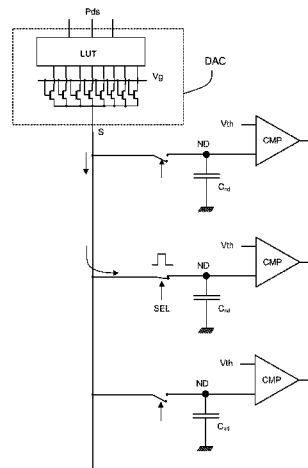 Pds
LUT
DAC
Vg
S
ND
Vth
CMP
Cnd
ND
Vth
CMP
SEL
Cnd
ND
Vth
CMP
Cnd